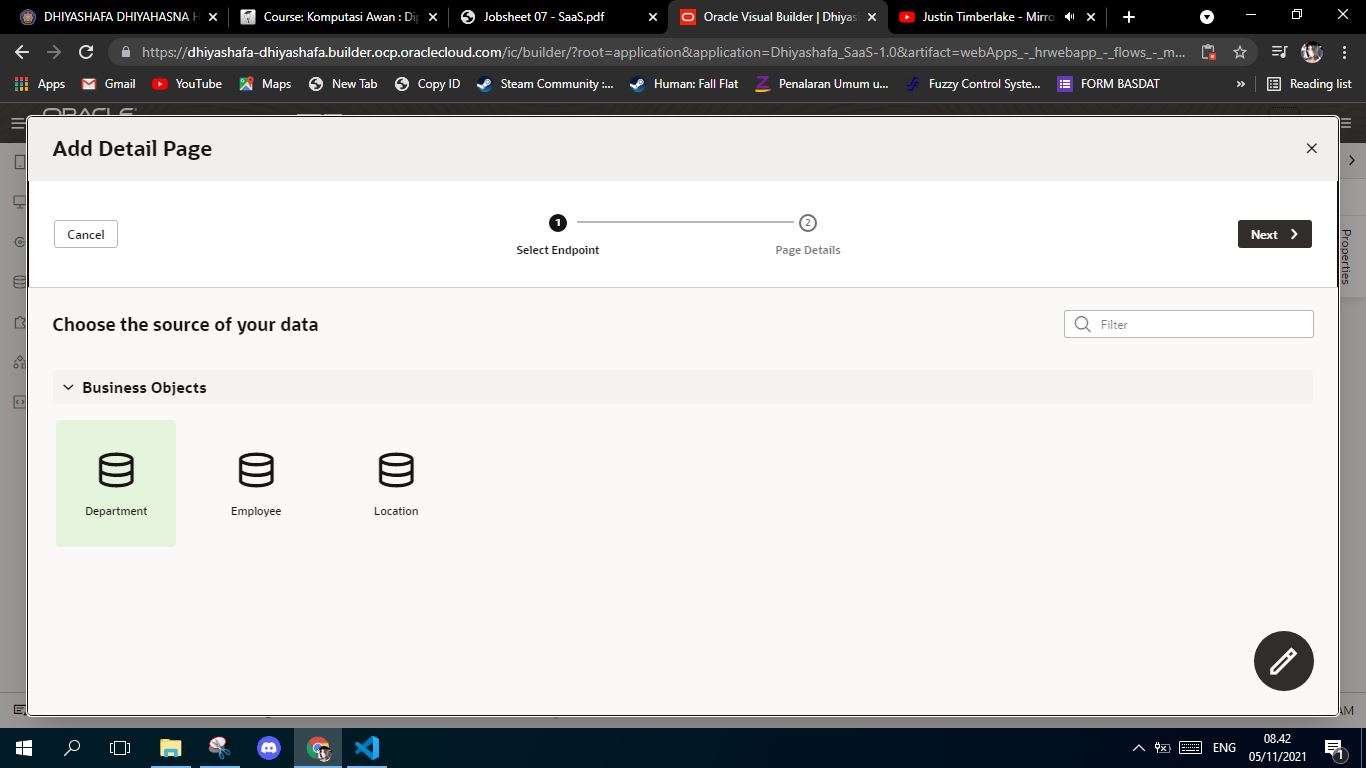 DHIYASHAFA DHIYAHASNA H
Course: Komputasi Awan : Dip
Jobsheet 07 - SaaS.pdf
Oracle Visual Builder | Dhiyas
Justin Timberlake - Mirro
https://dhiyashafa-dhiyashafa.builder.ocp.oraclecloud.com/ic/builder/?root=application&application=Dhiyashafa_SaaS-1.0&artifact=webApps_-_hrwebapp_-_flows_-_m...
Apps
Gmail
YouTube
Maps
New Tab
Copy ID
Steam Community :...
Human: Fall Flat
Penalaran Umum u...
Fuzzy Control Syste...
FORM BASDAT
»
Reading list
ORACLE
Add Detail Page
Cancel
1
2
Next
Select Endpoint
Page Details
Properties
Choose the source of your data
Filter
Business Objects
Department
Employee
Location
AM
ENG
08.42
05/11/2021
1